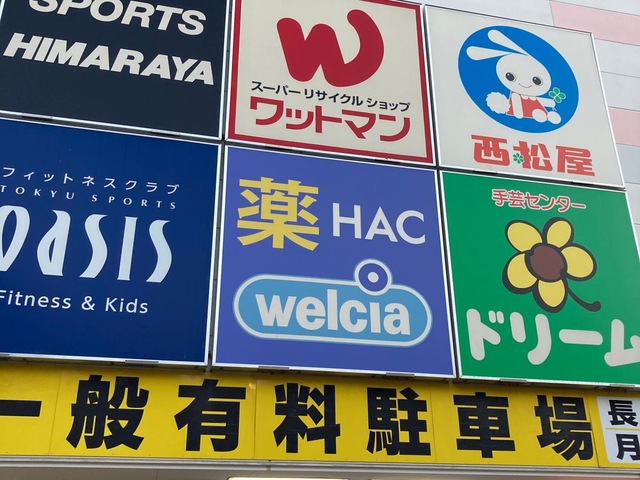 SPORTS
HIMARAYA
W
スーパーリサイクルショップ
ワットマン
西松屋
フィットネスクラブ
TOKYU SPORTS
OASIS
Fitness & Kids
薬 HAC
welcia
手芸センター
ドリーム
一般有料駐車場
長
月